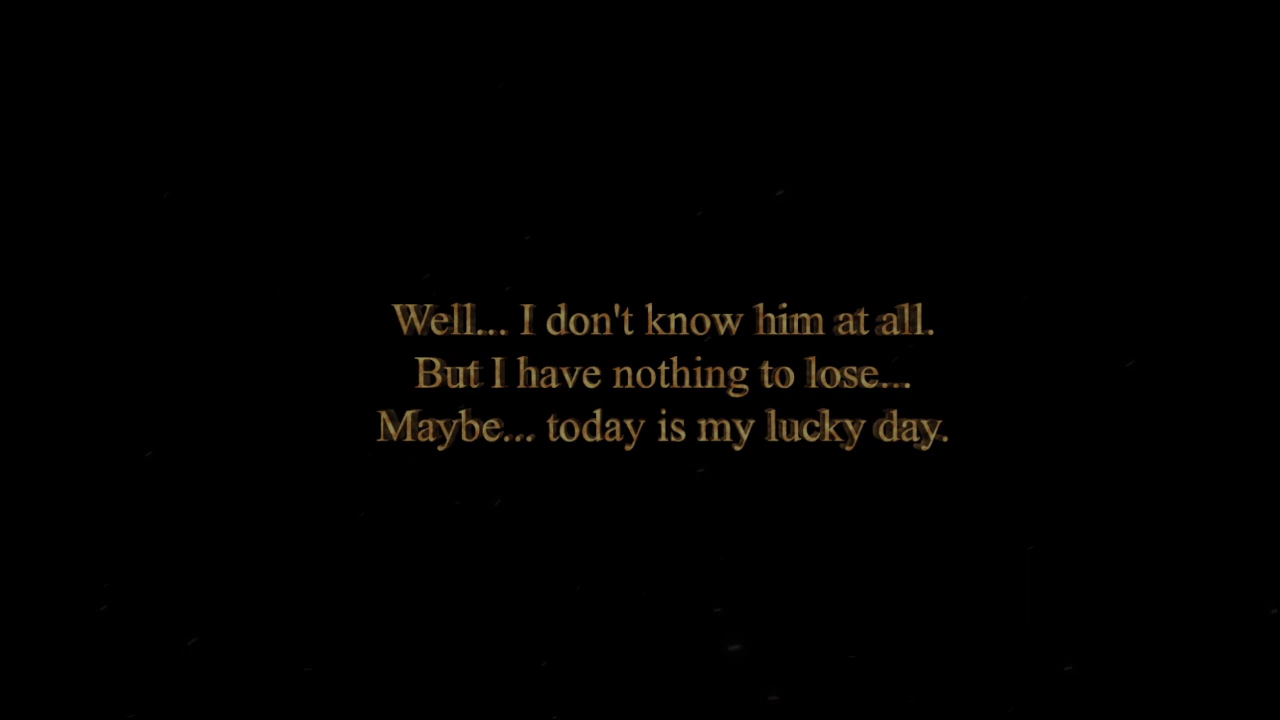 Well... I don't know him at all.
But I have nothing to lose...
Maybe... today is my lucky day.